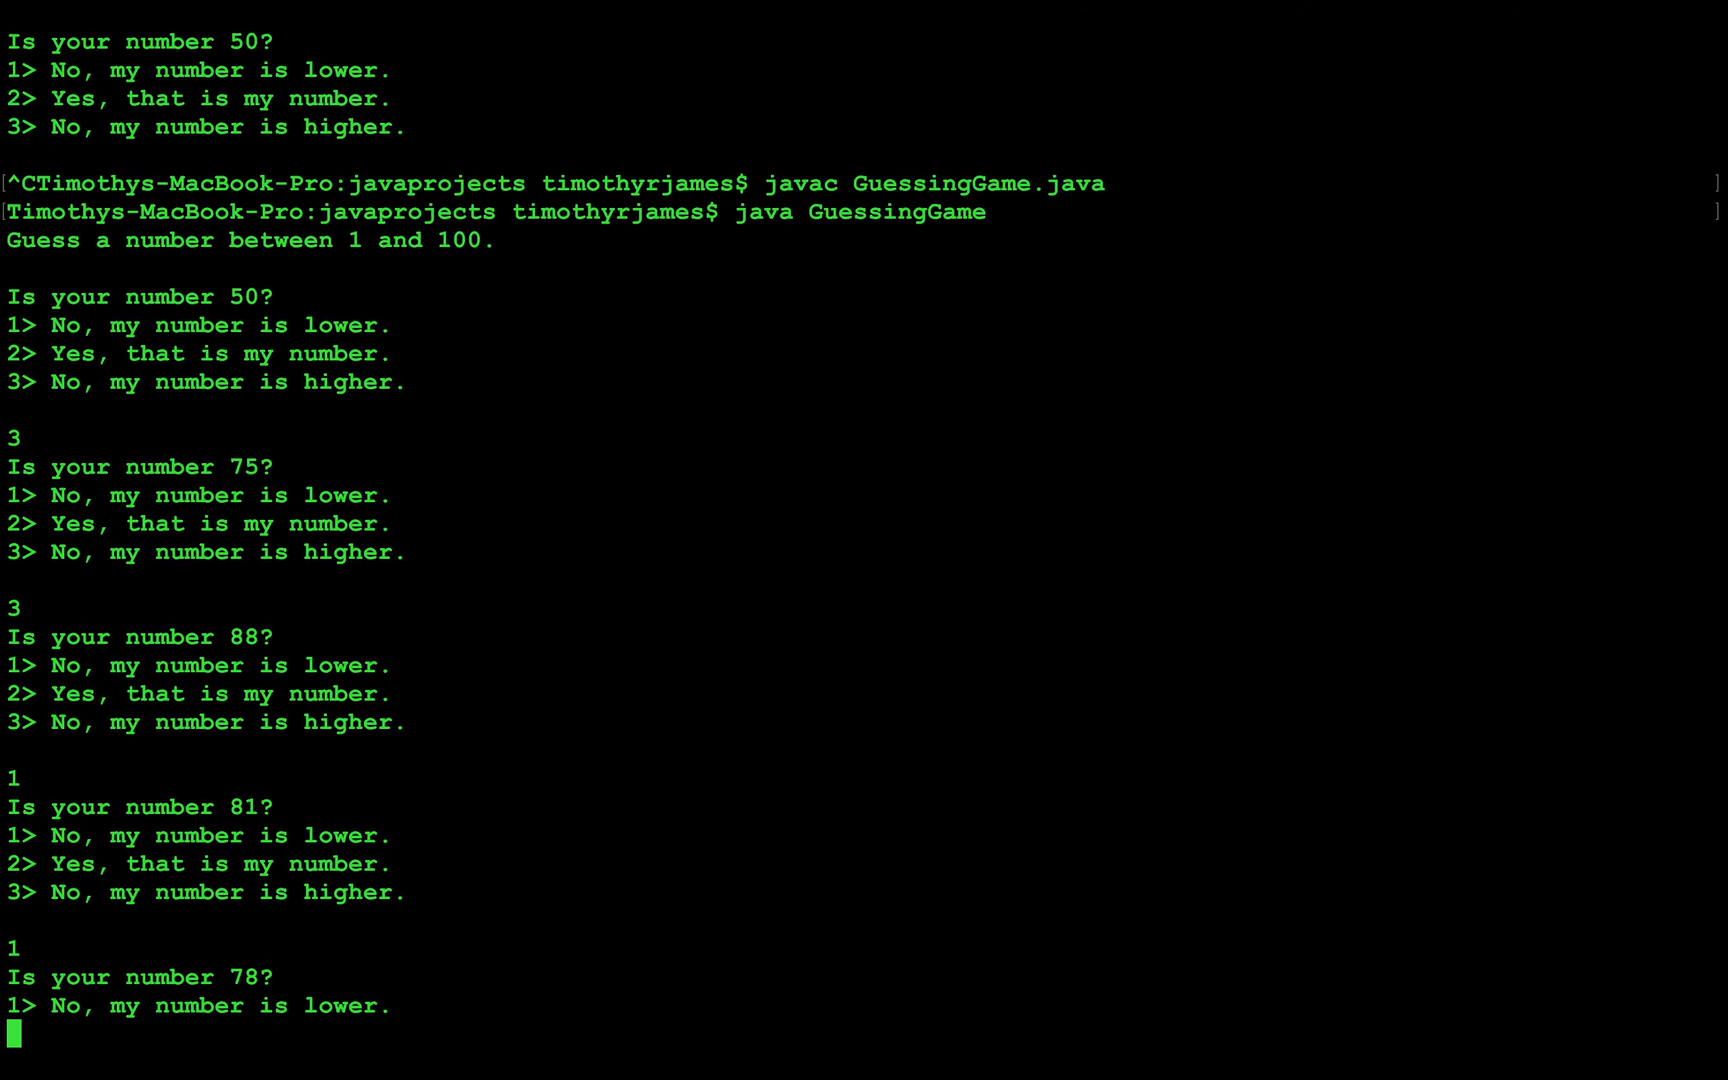 Is your number 50?
1> No, my number is lower.
2> Yes, that is my number.
3> No, my number is higher.
[^CTimothys-MacBook-Pro:javaprojects timothyrjames$ javac GuessingGame.java ]
[Timothys-MacBook-Pro:javaprojects timothyrjames$ java GuessingGame ]
Guess a number between 1 and 100.
Is your number 50?
1> No, my number is lower.
2> Yes, that is my number.
3> No, my number is higher.
3
Is your number 75?
1> No, my number is lower.
2> Yes, that is my number.
3> No, my number is higher.
3
Is your number 88?
1> No, my number is lower.
2> Yes, that is my number.
3> No, my number is higher.
1
Is your number 81?
1> No, my number is lower.
2> Yes, that is my number.
3> No, my number is higher.
1
Is your number 78?
1> No, my number is lower.